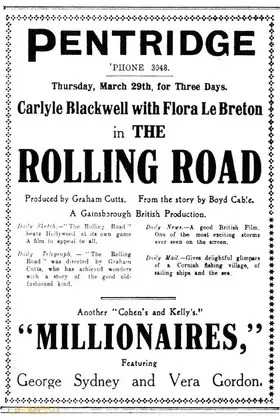 PENTRIDGE
'PHONE 3048.
Thursday, March 29th, for Three Days.
Carlyle Blackwell with Flora Le Breton
in THE
ROLLING ROAD
Produced by Graham Cutts. From the story by Boyd Cable.
A Gainsborough British Production.
Daily Sketch.—"The Rolling Road"
beats Hollywood at its own game
A film to appeal to all.
Daily Telegraph. — "The Rolling
Road" was directed by Graham
Cutts, who has achieved wonders
with a story of the good old-
fashioned kind.
Daily News.—A good British Film.
One of the most exciting storms
ever seen on the screen.
Daily Mail.—Gives delightful glimpses
of a Cornish fishing village, of
sailing ships and the sea.
Another "Cohen's and Kelly's."
"MILLIONAIRES,"
Featuring
George Sydney and Vera Gordon.